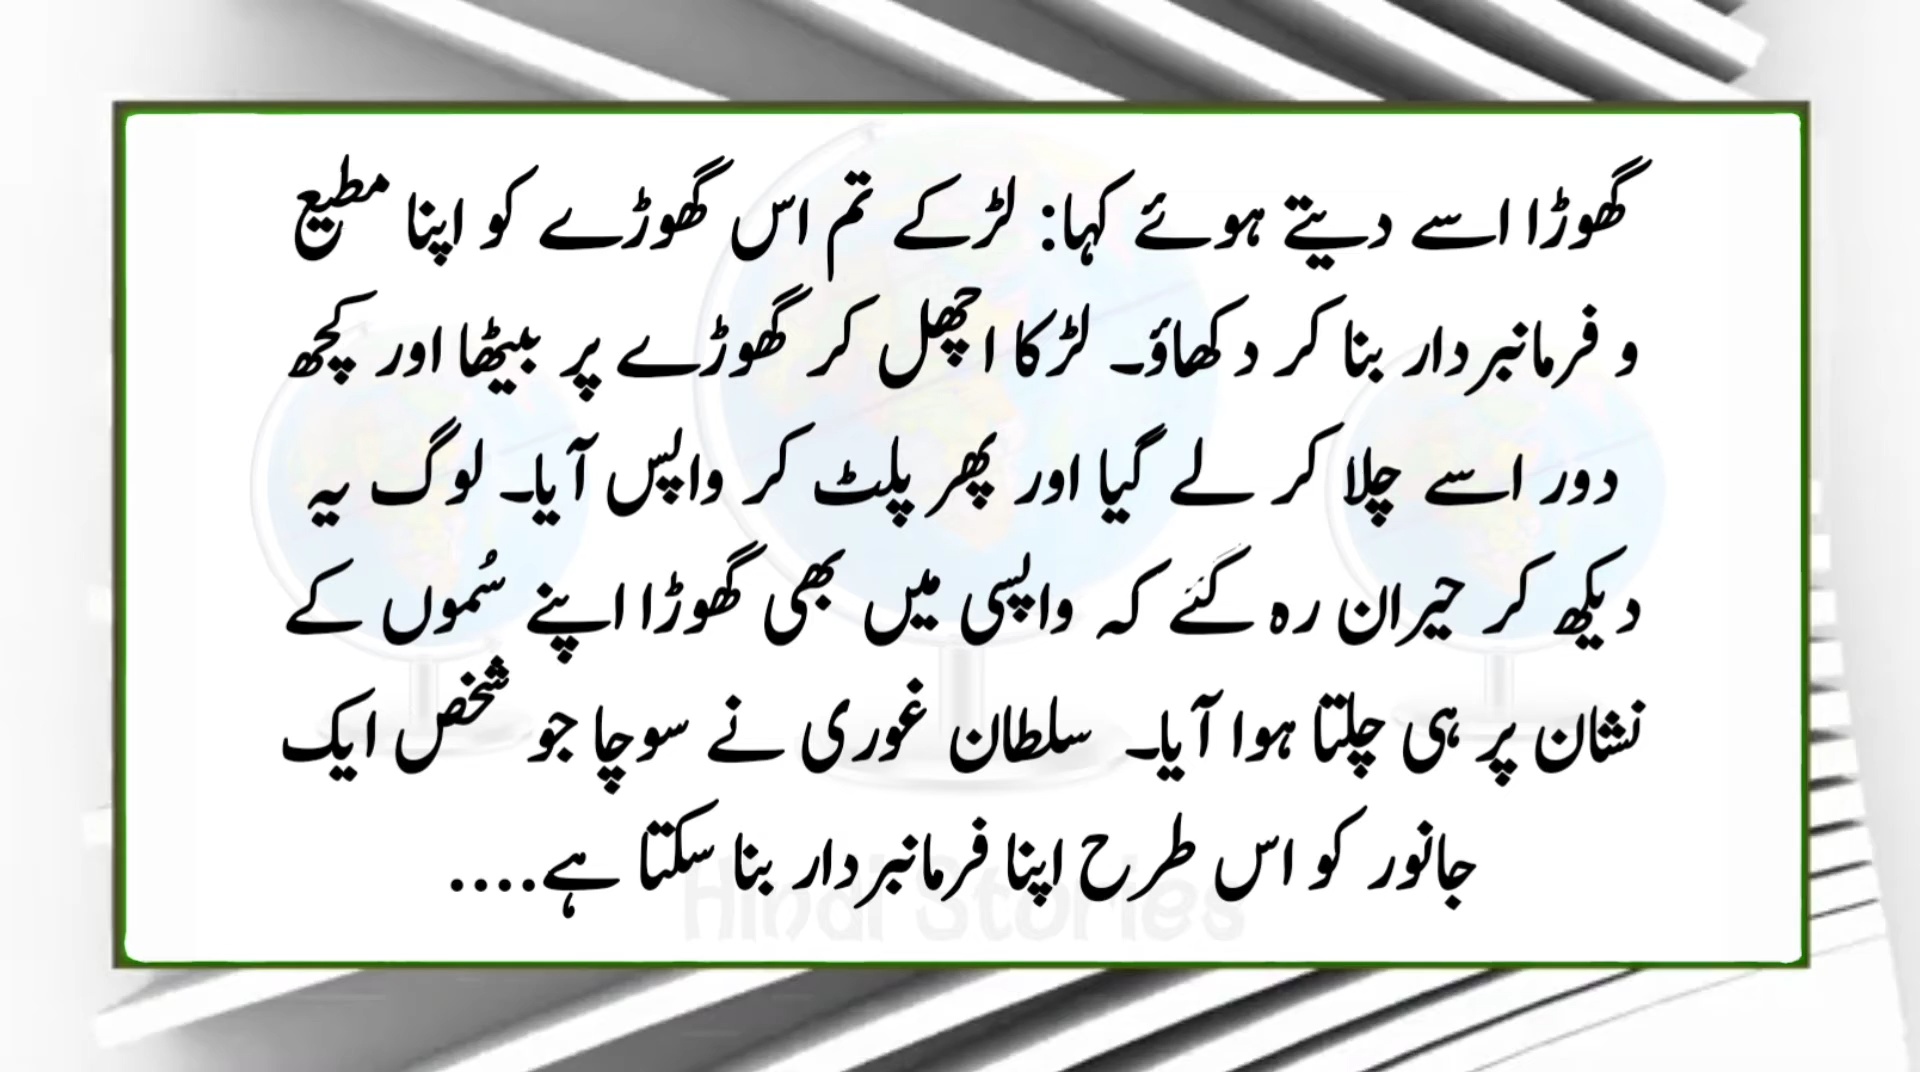 گھوڑا اسے دیتے ہوئے کہا: لڑکے تم اس گھوڑے کو اپنا مطیع
و فرمانبردار بنا کر دکھاؤ۔ لڑکا اچھل کر گھوڑے پر بیٹھا اور کچھ
دور اسے چلا کر لے گیا اور پھر پلٹ کر واپس آیا۔ لوگ یہ
دیکھ کر حیران رہ گئے کہ واپسی میں بھی گھوڑا اپنے سُموں کے
نشان پر ہی چلتا ہوا آیا۔ سلطان غوری نے سوچا جو شخص ایک
جانور کو اس طرح اپنا فرمانبردار بنا سکتا ہے....
Hindi Stories